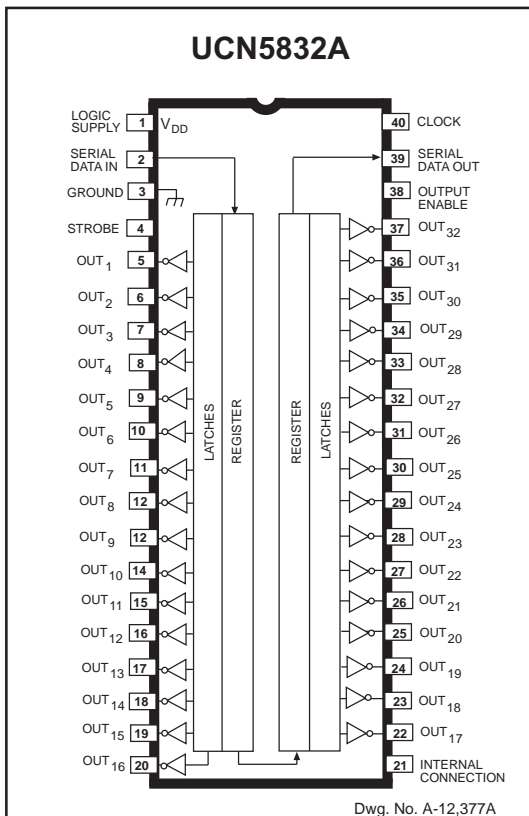 UCN5832A
LOGIC SUPPLY 1 V_DD
SERIAL DATA IN 2
GROUND 3
STROBE 4
OUT_1 5
OUT_2 6
OUT_3 7
OUT_4 8
OUT_5 9
OUT_6 10
OUT_7 11
OUT_8 12
OUT_9 12
OUT_10 14
OUT_11 15
OUT_12 16
OUT_13 17
OUT_14 18
OUT_15 19
OUT_16 20
LATCHES
REGISTER
REGISTER
LATCHES
40 CLOCK
39 SERIAL DATA OUT
38 OUTPUT ENABLE
37 OUT_32
36 OUT_31
35 OUT_30
34 OUT_29
33 OUT_28
32 OUT_27
31 OUT_26
30 OUT_25
29 OUT_24
28 OUT_23
27 OUT_22
26 OUT_21
25 OUT_20
24 OUT_19
23 OUT_18
22 OUT_17
21 INTERNAL CONNECTION
Dwg. No. A-12,377A